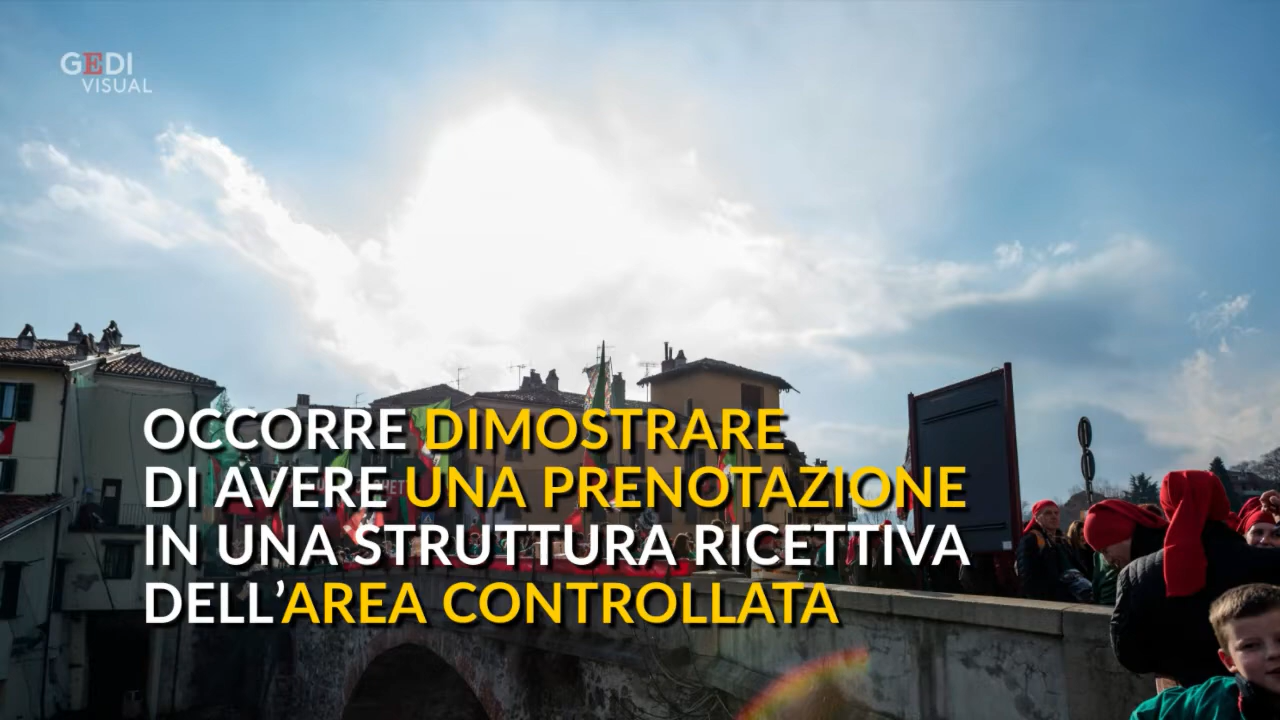 GEDI
VISUAL
OCCORRE DIMOSTRARE
DI AVERE UNA PRENOTAZIONE
IN UNA STRUTTURA RICETTIVA
DELL’AREA CONTROLLATA